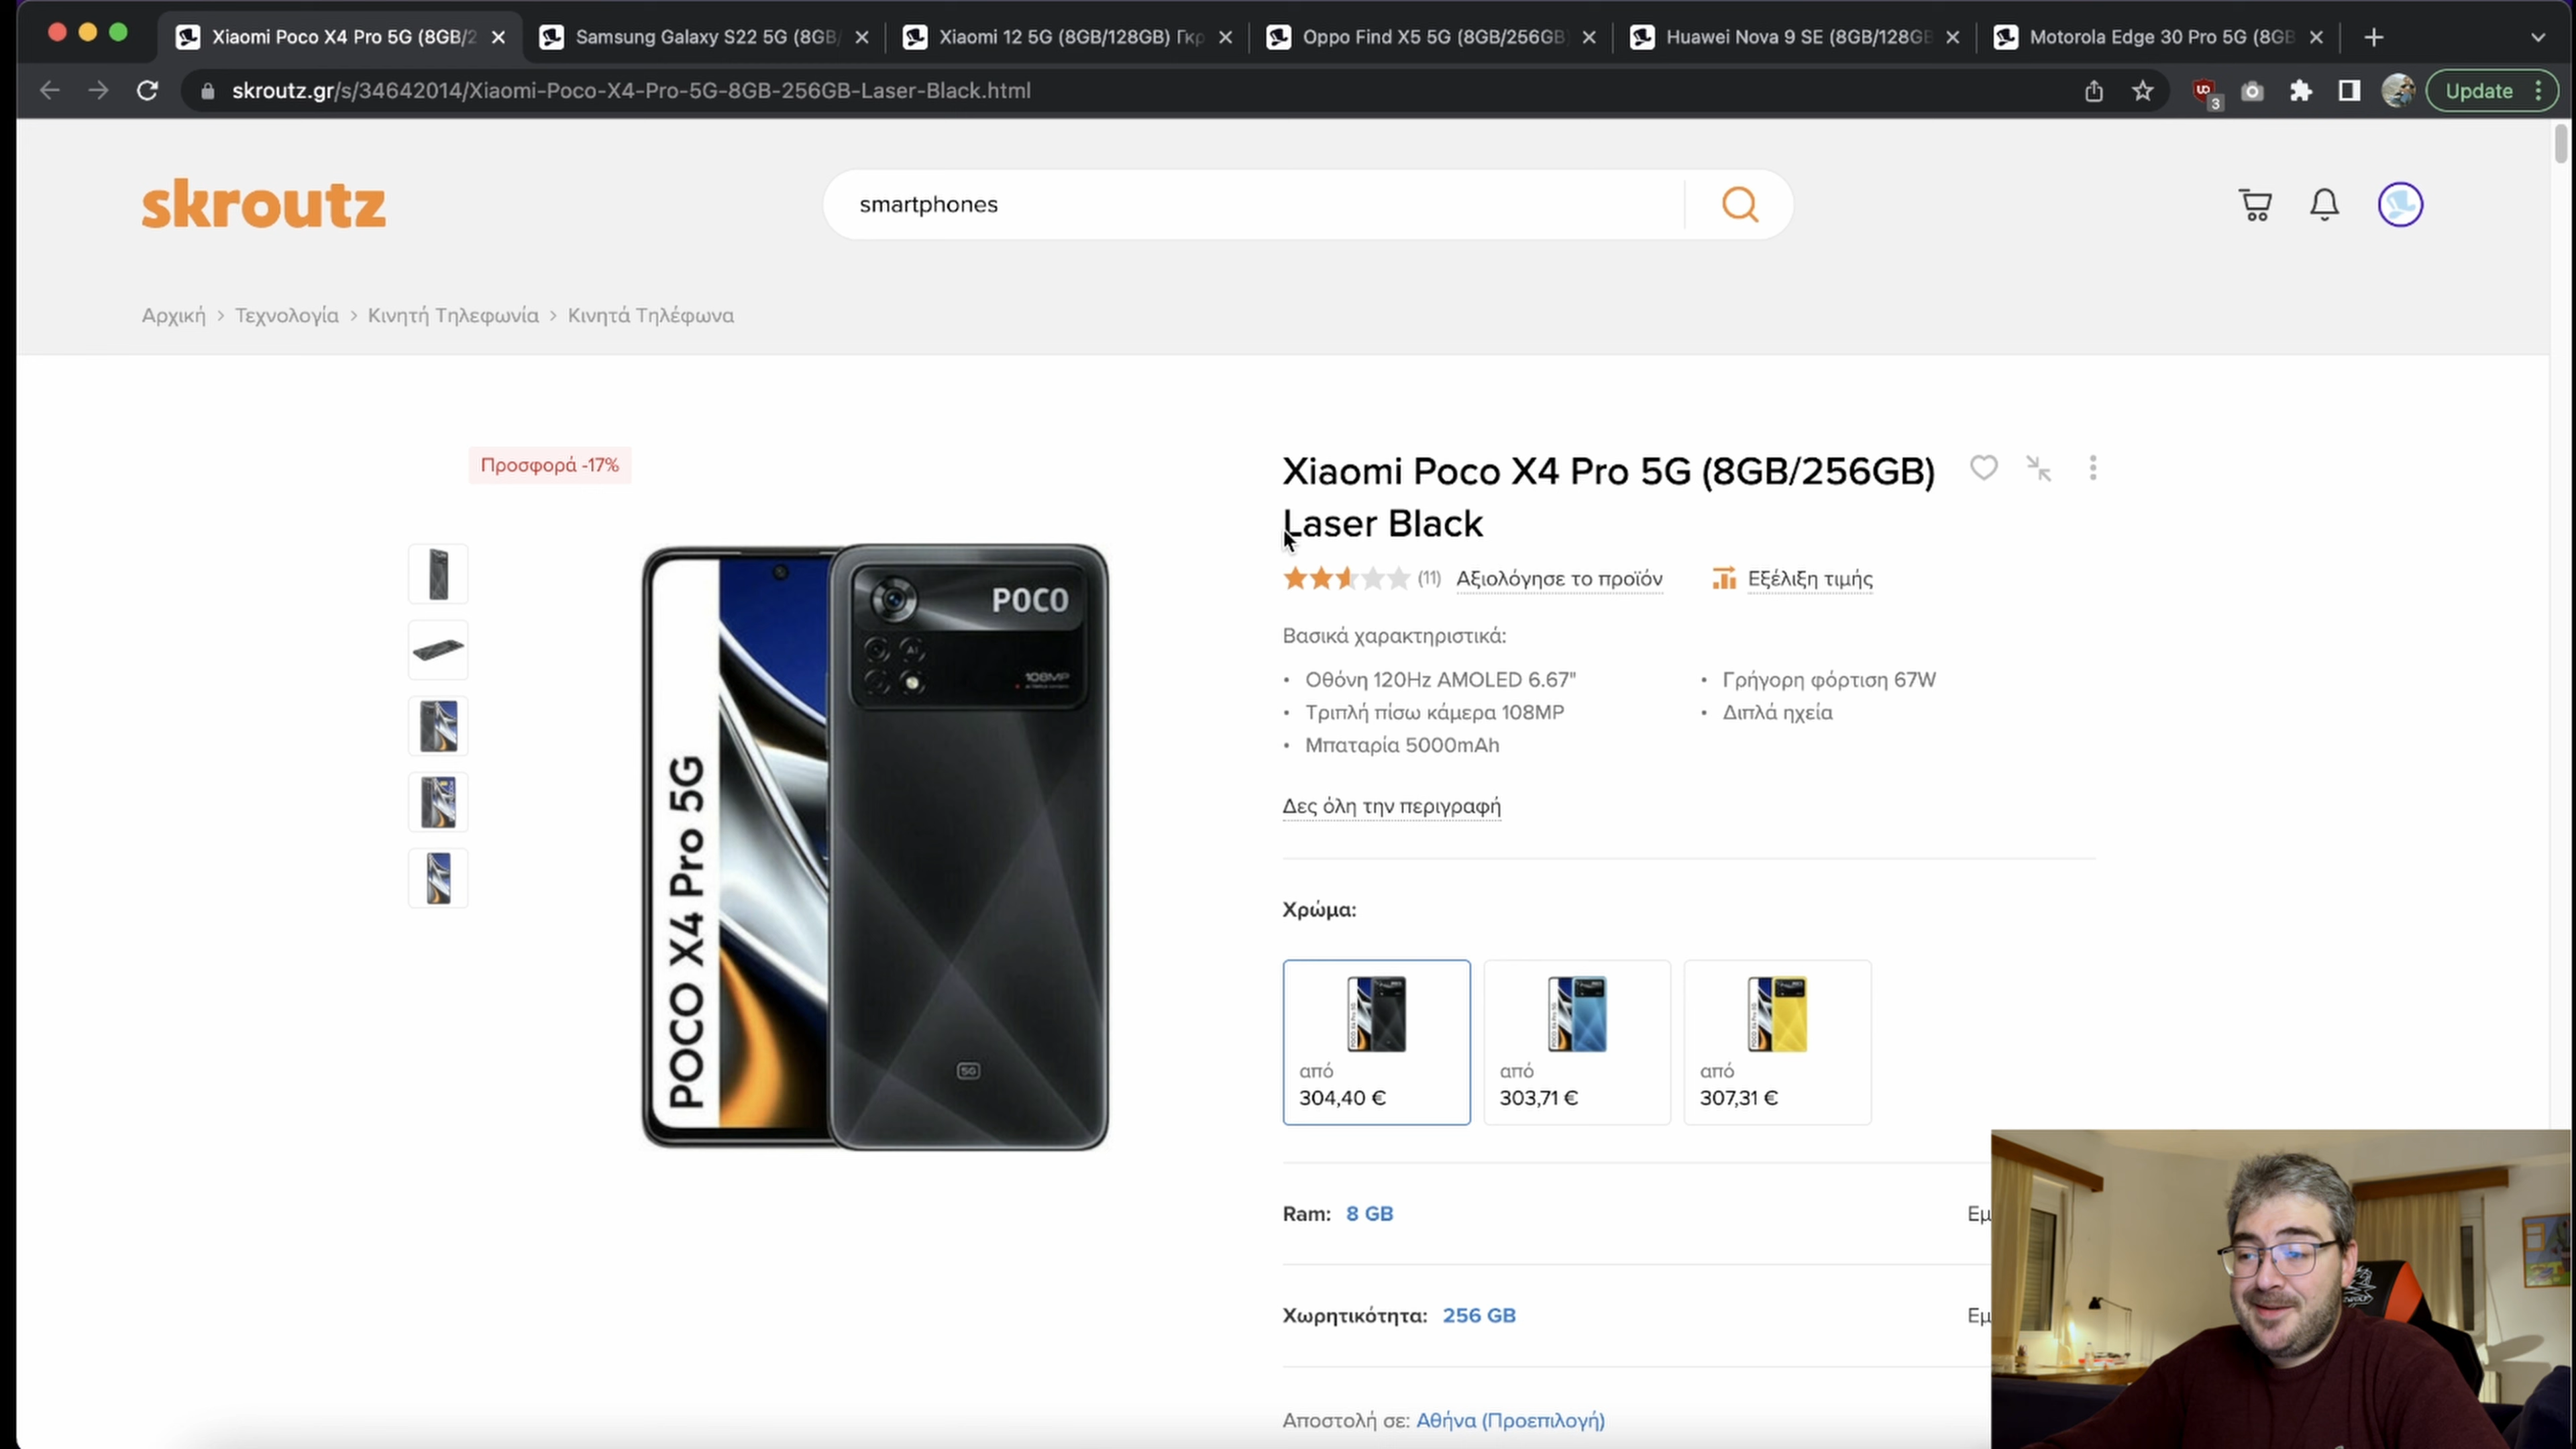 Xiaomi Poco X4 Pro 5G (8GB/2
Samsung Galaxy S22 5G (8GB/
Xiaomi 12 5G (8GB/128GB) Γκρ
Oppo Find X5 5G (8GB/256GB
Huawei Nova 9 SE (8GB/128GB
Motorola Edge 30 Pro 5G (8GB
skroutz.gr/s/34642014/Xiaomi-Poco-X4-Pro-5G-8GB-256GB-Laser-Black.html
3
Update
skroutz
smartphones
Αρχική > Τεχνολογία > Κινητή Τηλεφωνία > Κινητά Τηλέφωνα
Προσφορά -17%
POCO X4 Pro 5G
POCO
AI
108MP
5G
Xiaomi Poco X4 Pro 5G (8GB/256GB)
Laser Black
(11) Αξιολόγησε το προϊόν
Εξέλιξη τιμής
Βασικά χαρακτηριστικά:
• Οθόνη 120Hz AMOLED 6.67"
• Τριπλή πίσω κάμερα 108MP
• Μπαταρία 5000mAh
• Γρήγορη φόρτιση 67W
• Διπλά ηχεία
Δες όλη την περιγραφή
Χρώμα:
από
304,40 €
από
303,71 €
από
307,31 €
Ram: 8 GB
Εμ
Χωρητικότητα: 256 GB
Εμ
Αποστολή σε: Αθήνα (Προεπιλογή)